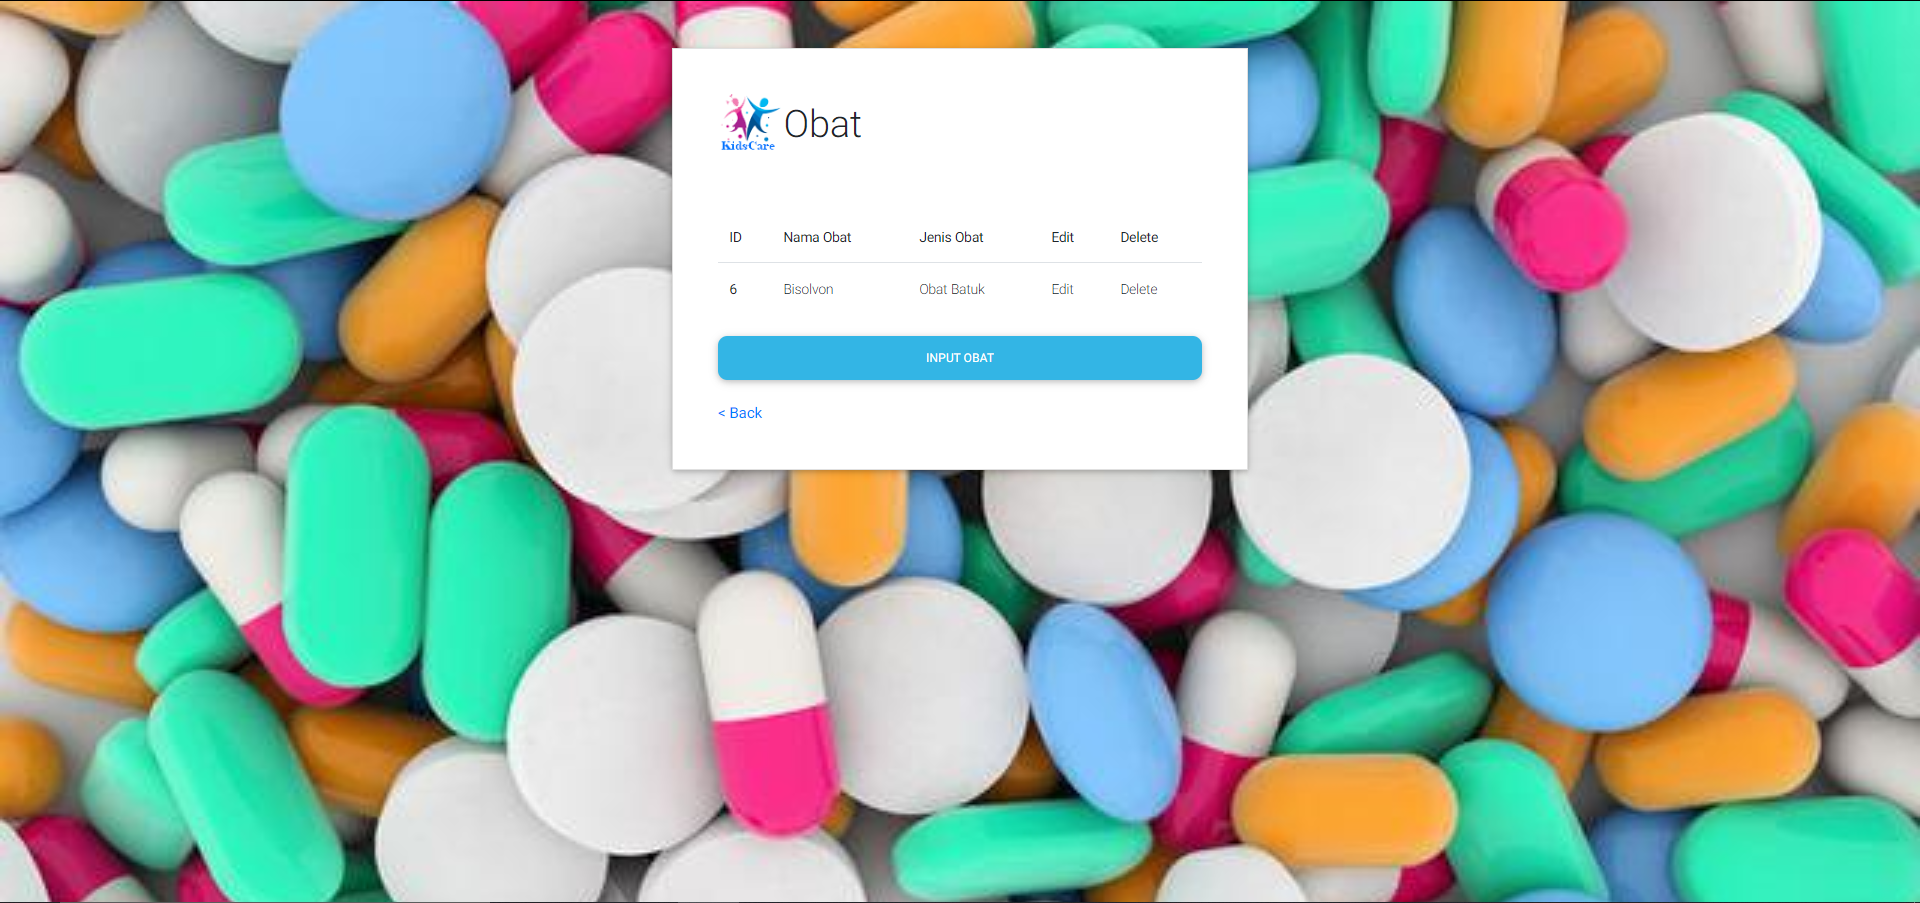 KidsCare
Obat
ID Nama Obat Jenis Obat Edit Delete
6 Bisolvon Obat Batuk Edit Delete
INPUT OBAT
< Back